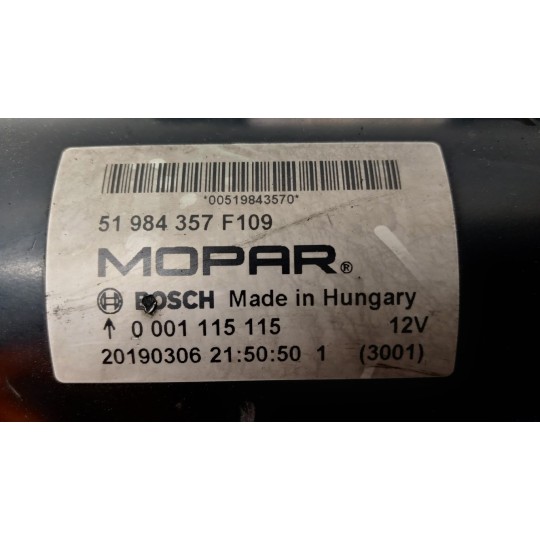 *00519843570*
51 984 357 F109
MOPAR®
BOSCH Made in Hungary
↑ 0 001 115 115 12V
20190306 21:50:50 1 (3001)